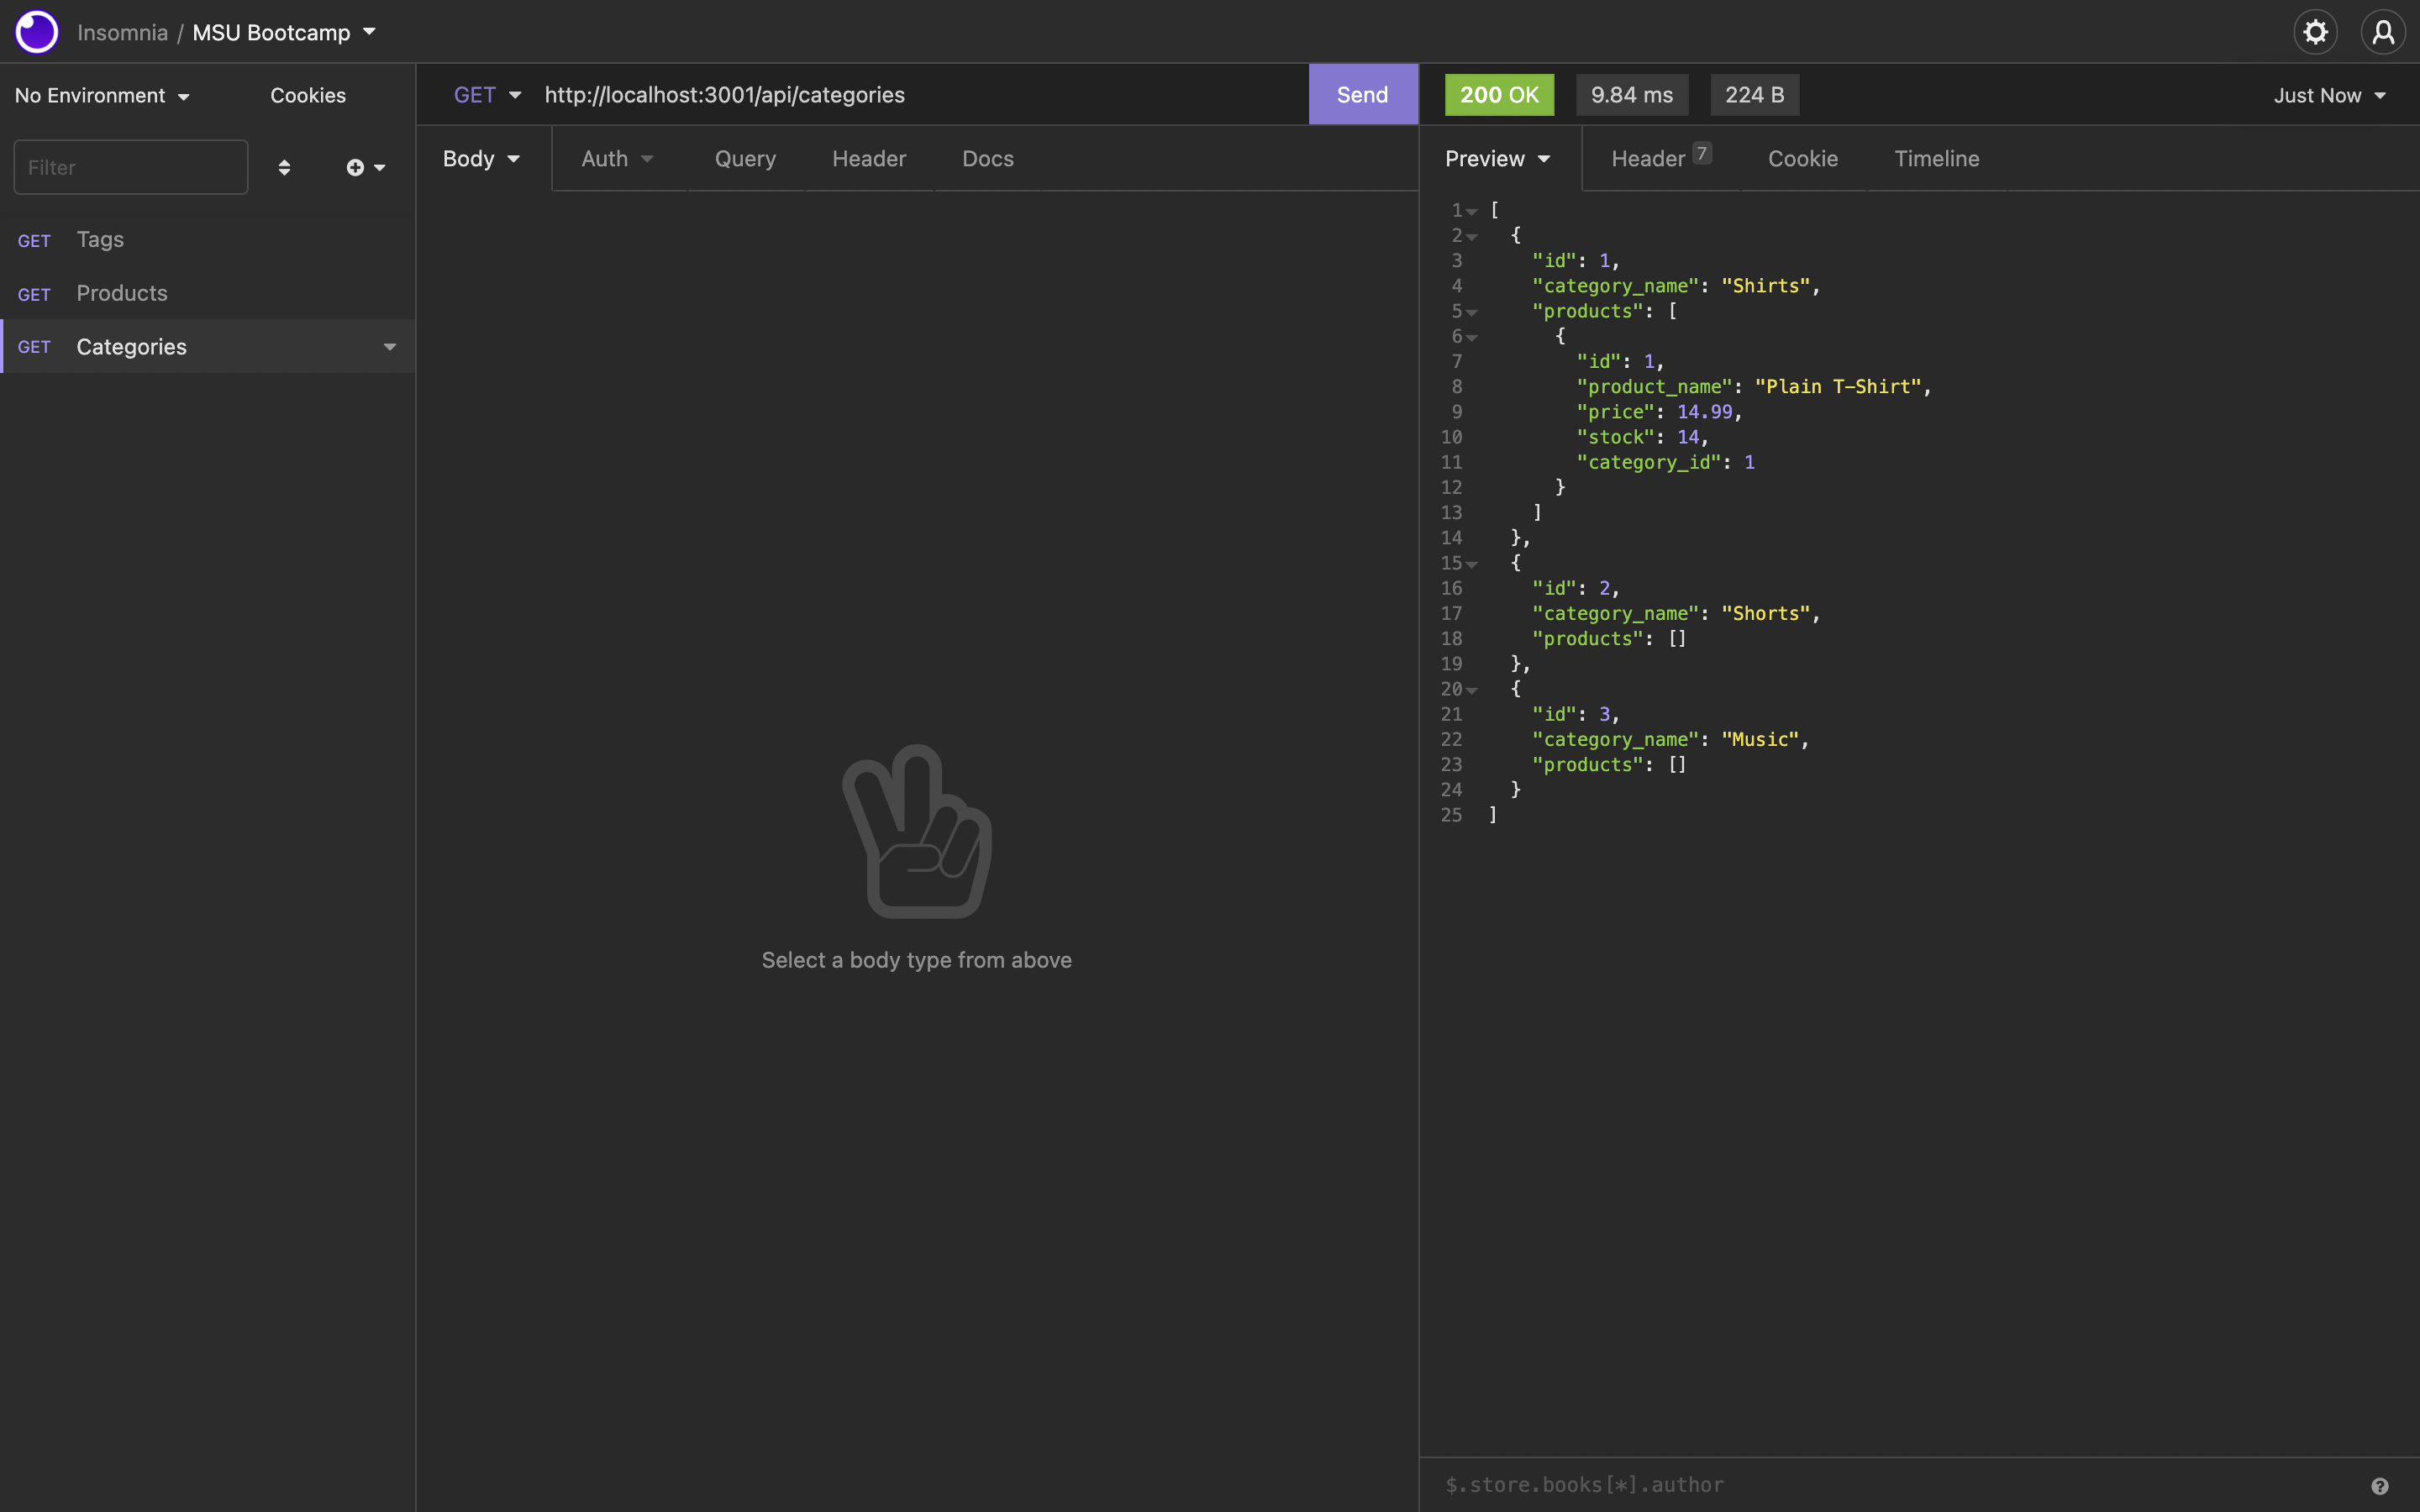 Insomnia / MSU Bootcamp
No Environment
Cookies
Filter
GET Tags
GET Products
GET Categories
GET http://localhost:3001/api/categories
Send
Body
Auth
Query
Header
Docs
Select a body type from above
200 OK
9.84 ms
224 B
Just Now
Preview
Header 7
Cookie
Timeline
1 [
2 {
3 "id": 1,
4 "category_name": "Shirts",
5 "products": [
6 {
7 "id": 1,
8 "product_name": "Plain T-Shirt",
9 "price": 14.99,
10 "stock": 14,
11 "category_id": 1
12 }
13 ]
14 },
15 {
16 "id": 2,
17 "category_name": "Shorts",
18 "products": []
19 },
20 {
21 "id": 3,
22 "category_name": "Music",
23 "products": []
24 }
25 ]
$.store.books[*].author